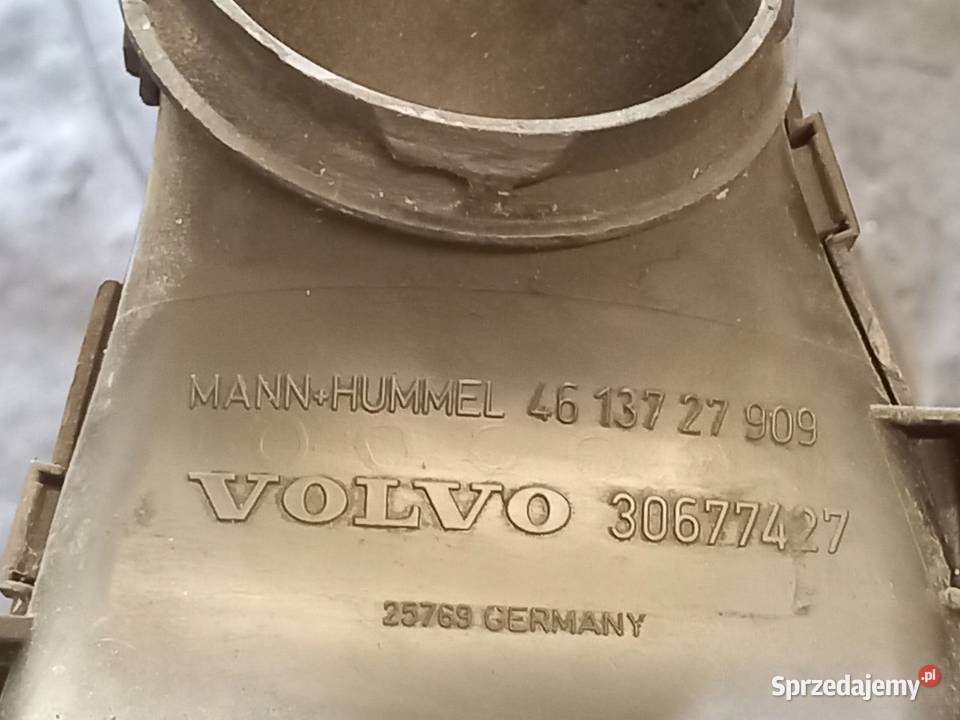 MANN+HUMMEL 46 137 27 909
VOLVO 30677427
25769 GERMANY
Sprzedajemy.pl